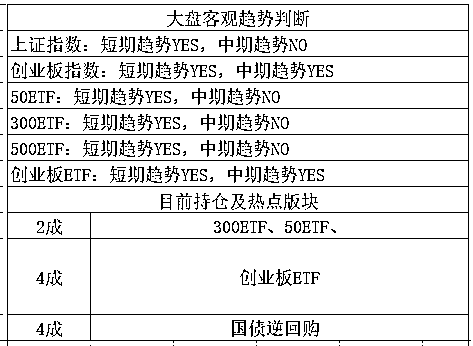 大盘客观趋势判断
上证指数：短期趋势YES，中期趋势NO
创业板指数：短期趋势YES，中期趋势YES
50ETF：短期趋势YES，中期趋势NO
300ETF：短期趋势YES，中期趋势NO
500ETF：短期趋势YES，中期趋势NO
创业板ETF：短期趋势YES，中期趋势YES
目前持仓及热点版块
2成 300ETF、50ETF、
4成 创业板ETF
4成 国债逆回购